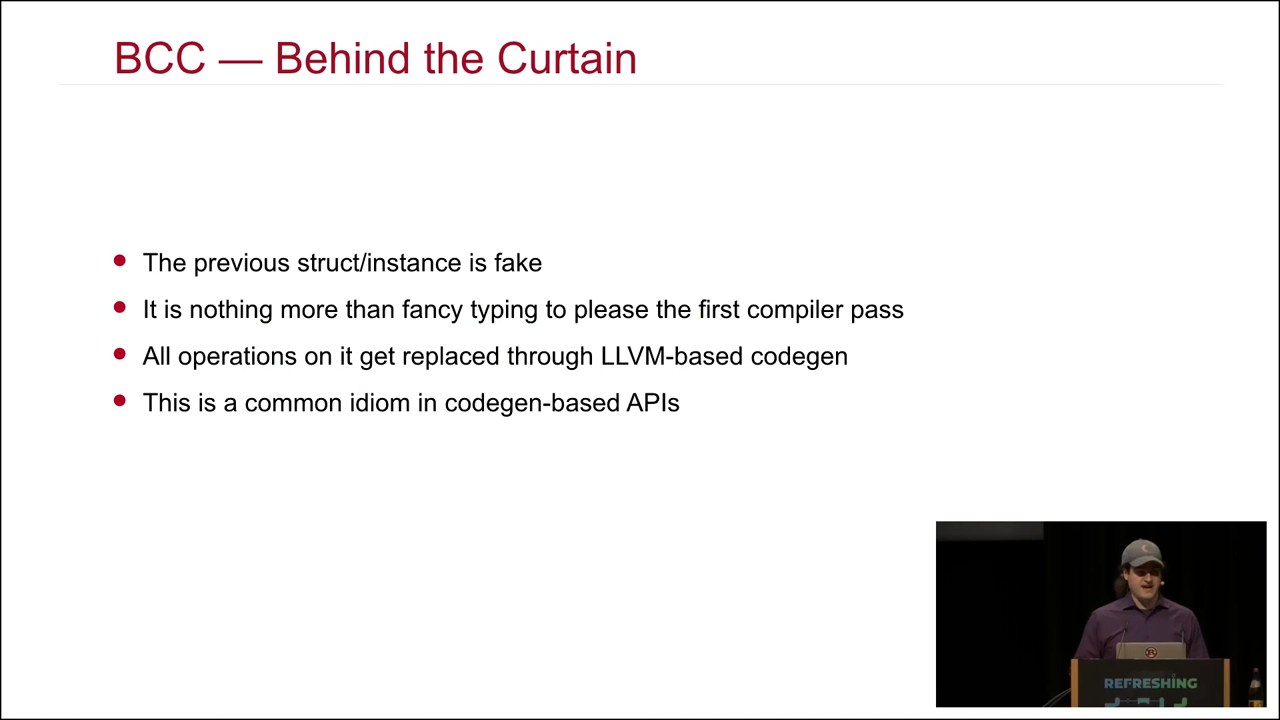 BCC — Behind the Curtain
The previous struct/instance is fake
It is nothing more than fancy typing to please the first compiler pass
All operations on it get replaced through LLVM-based codegen
This is a common idiom in codegen-based APIs
REFRESHING